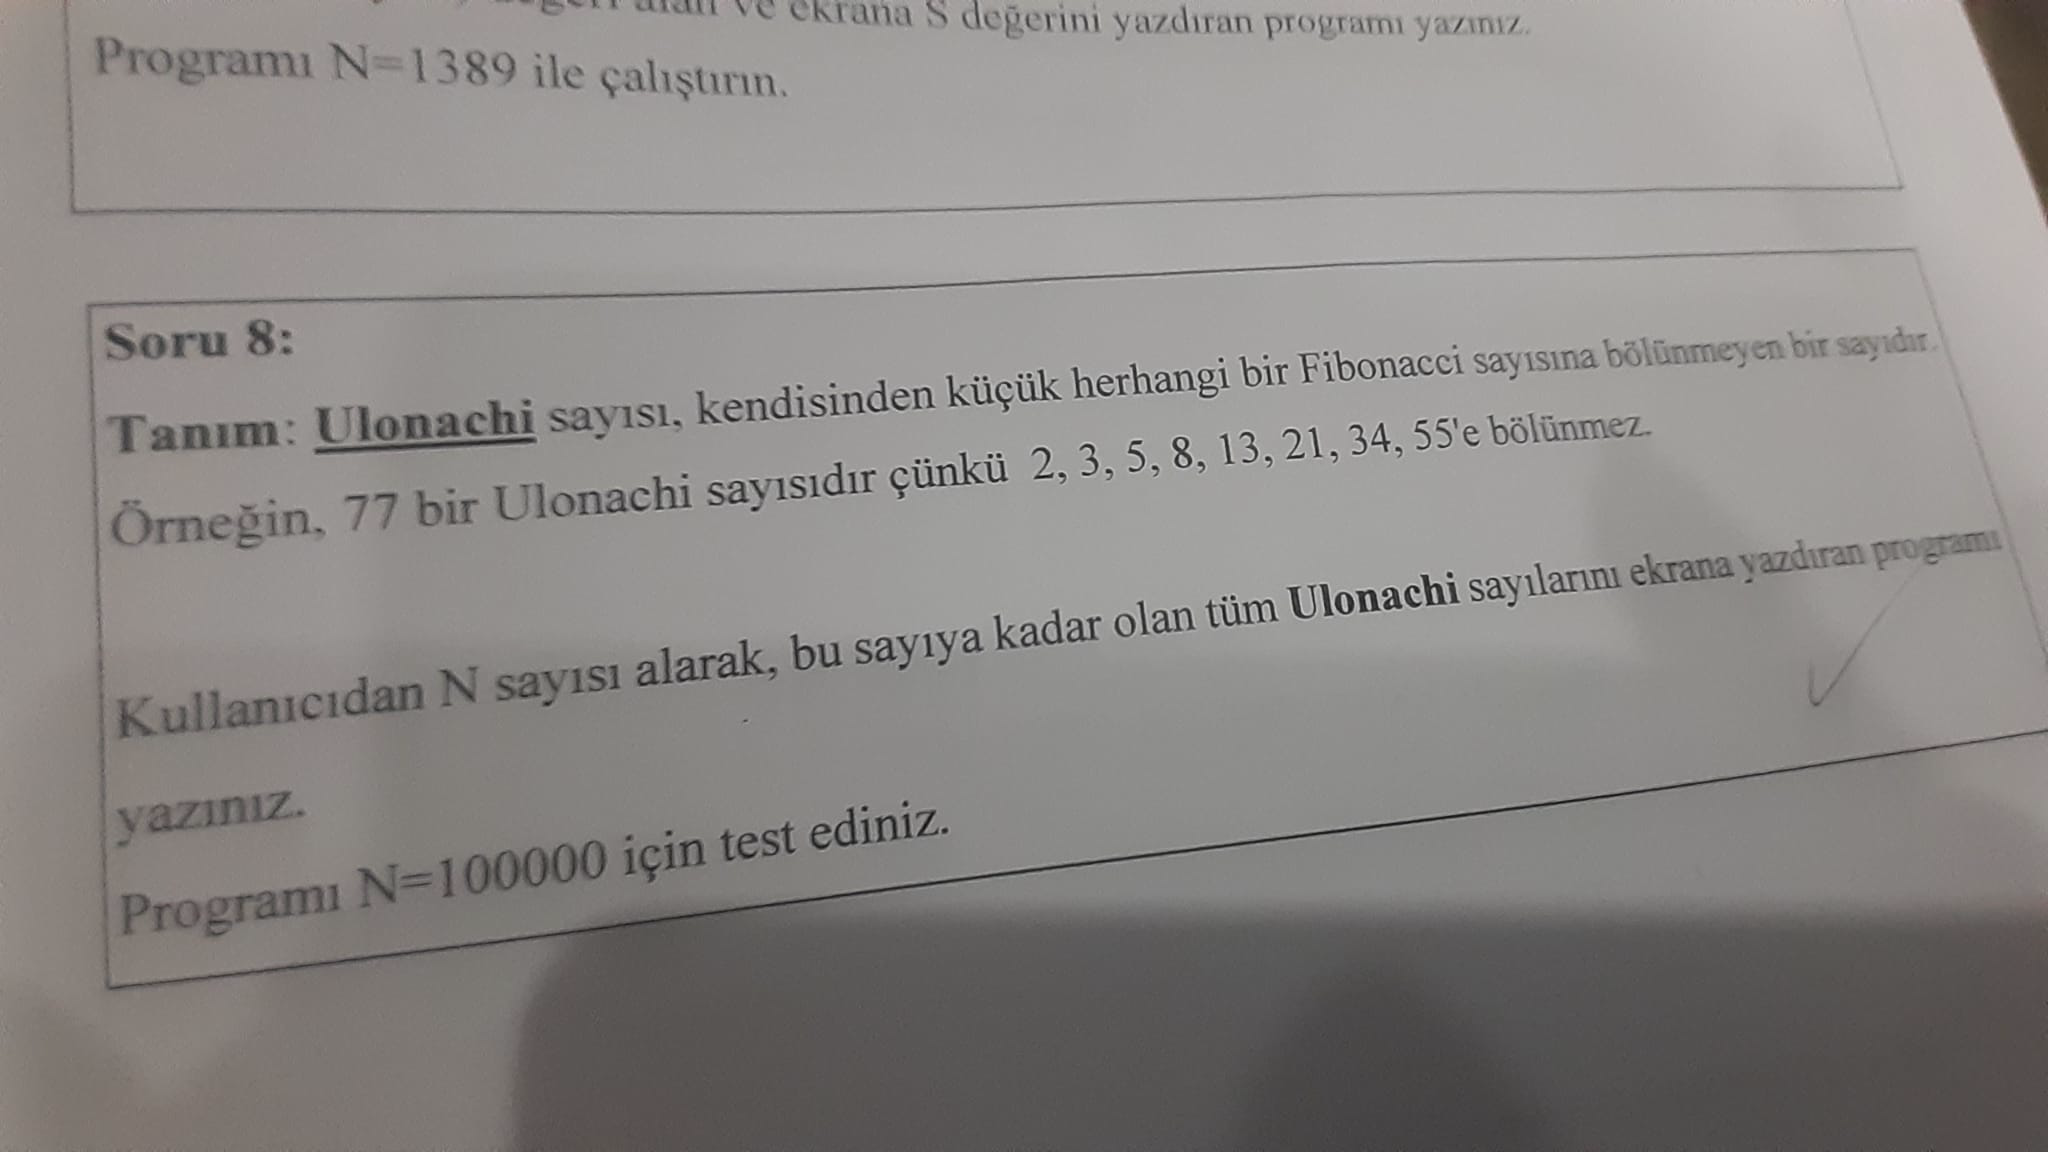 ve ekrana S değerini yazdıran programı yazınız.
Programı N=1389 ile çalıştırın.
Soru 8:
Tanım: Ulonachi sayısı, kendisinden küçük herhangi bir Fibonacci sayısına bölünmeyen bir sayıdır.
Örneğin, 77 bir Ulonachi sayısıdır çünkü 2, 3, 5, 8, 13, 21, 34, 55'e bölünmez.
Kullanıcıdan N sayısı alarak, bu sayıya kadar olan tüm Ulonachi sayılarını ekrana yazdıran programı
yazınız.
Programı N=100000 için test ediniz.